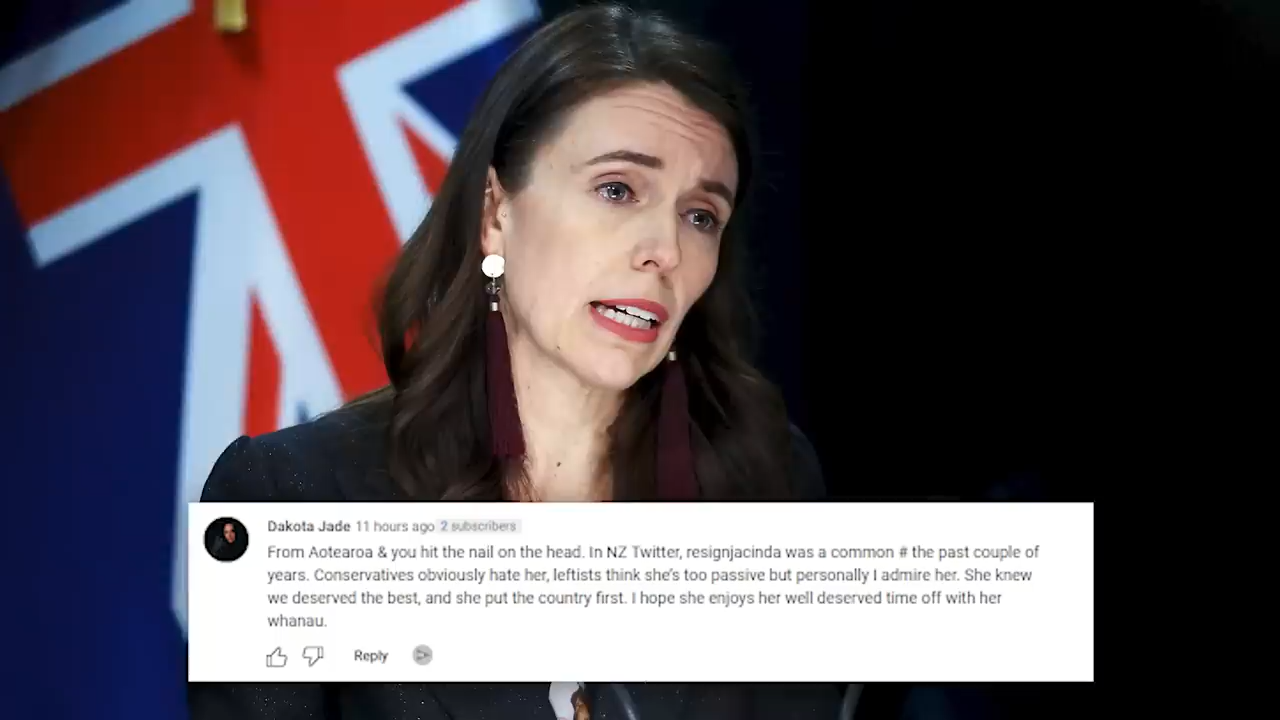 Dakota Jade 11 hours ago 2 subscribers
From Aotearoa & you hit the nail on the head. In NZ Twitter, resignjacinda was a common # the past couple of
years. Conservatives obviously hate her, leftists think she's too passive but personally I admire her. She knew
we deserved the best, and she put the country first. I hope she enjoys her well deserved time off with her
whanau.
Reply